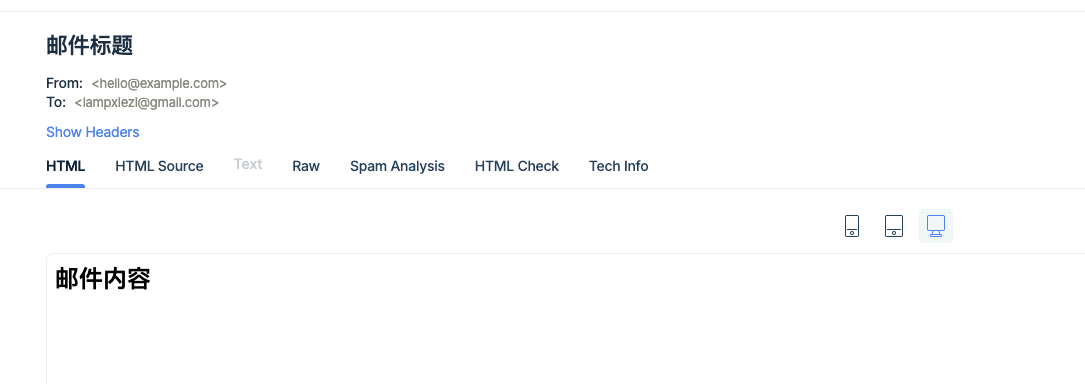 邮件标题
From: <hello@example.com>
To: <lampxiezi@gmail.com>
Show Headers
HTML HTML Source Text Raw Spam Analysis HTML Check Tech Info
邮件内容